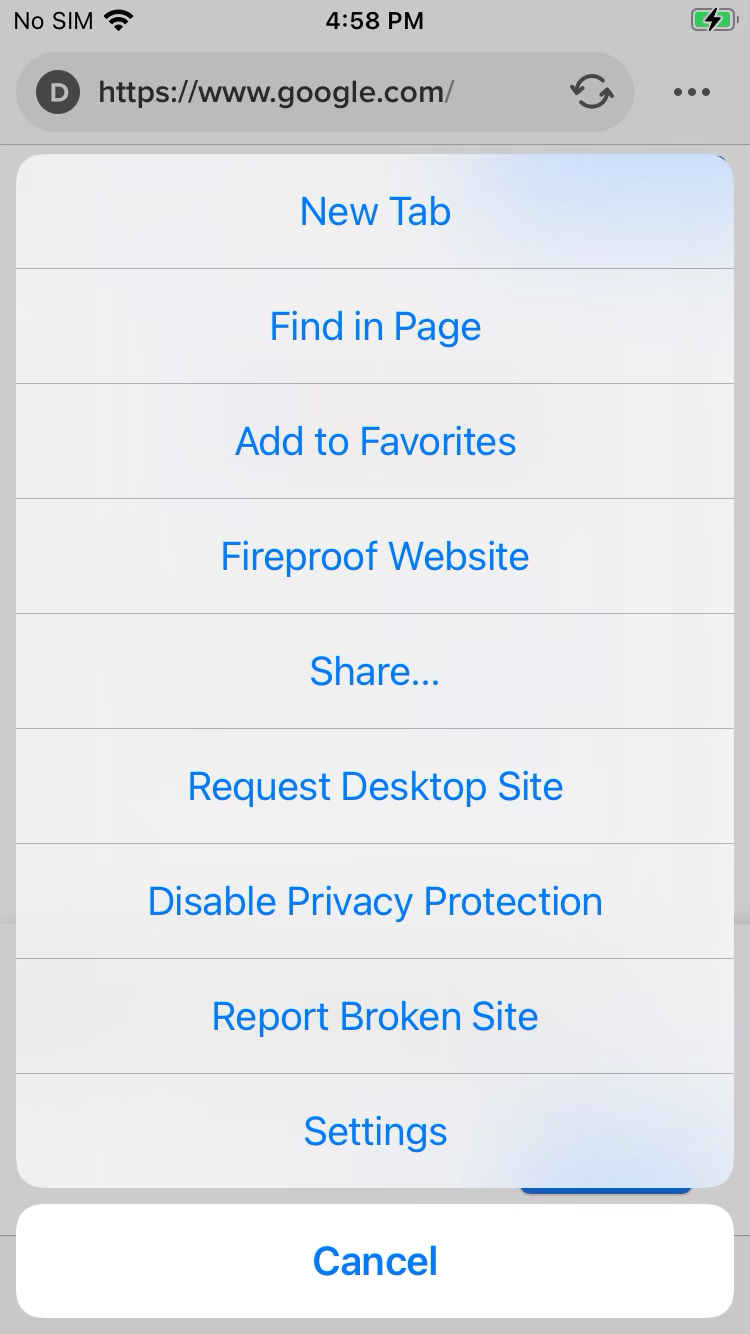 No SIM 4:58 PM
D https://www.google.com/
New Tab
Find in Page
Add to Favorites
Fireproof Website
Share...
Request Desktop Site
Disable Privacy Protection
Report Broken Site
Settings
Cancel